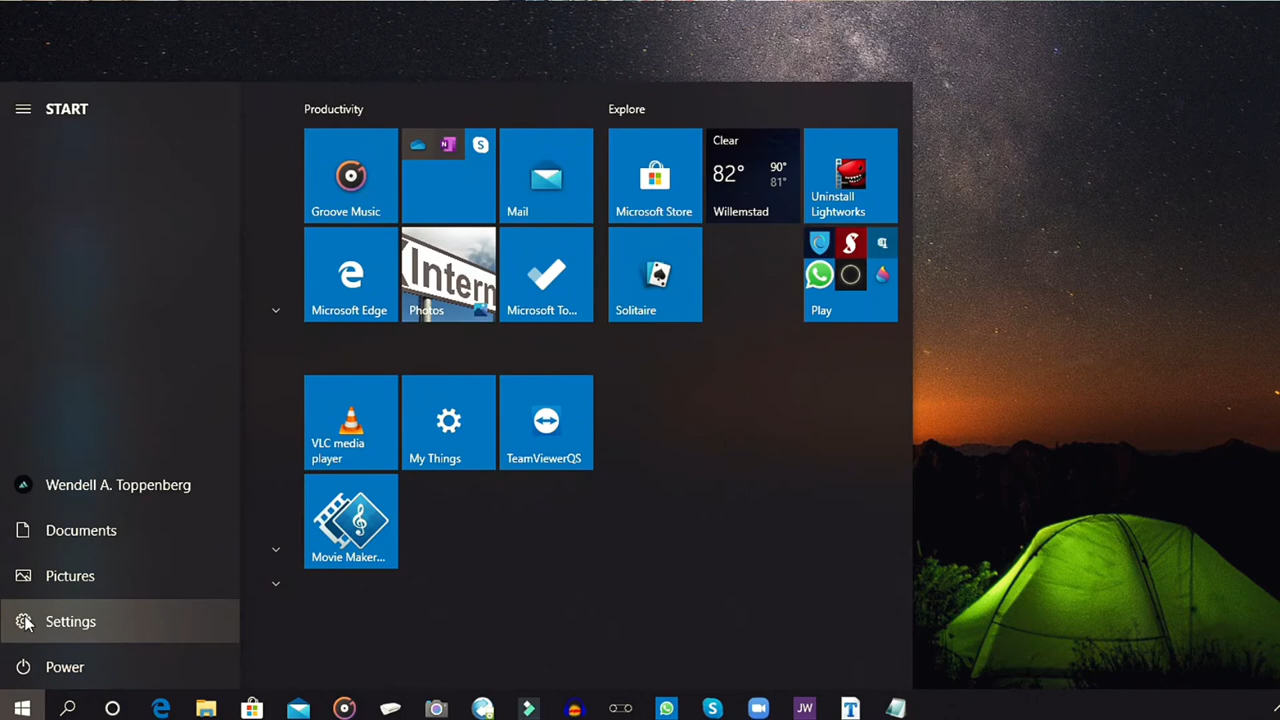 START
Productivity
Explore
Groove Music
Mail
Microsoft Store
Clear
82°
90°
81°
Willemstad
Uninstall
Lightworks
Microsoft Edge
Intern
Photos
Microsoft To...
Solitaire
Play
VLC media
player
My Things
TeamViewerQS
Movie Maker...
Wendell A. Toppenberg
Documents
Pictures
Settings
Power
JW